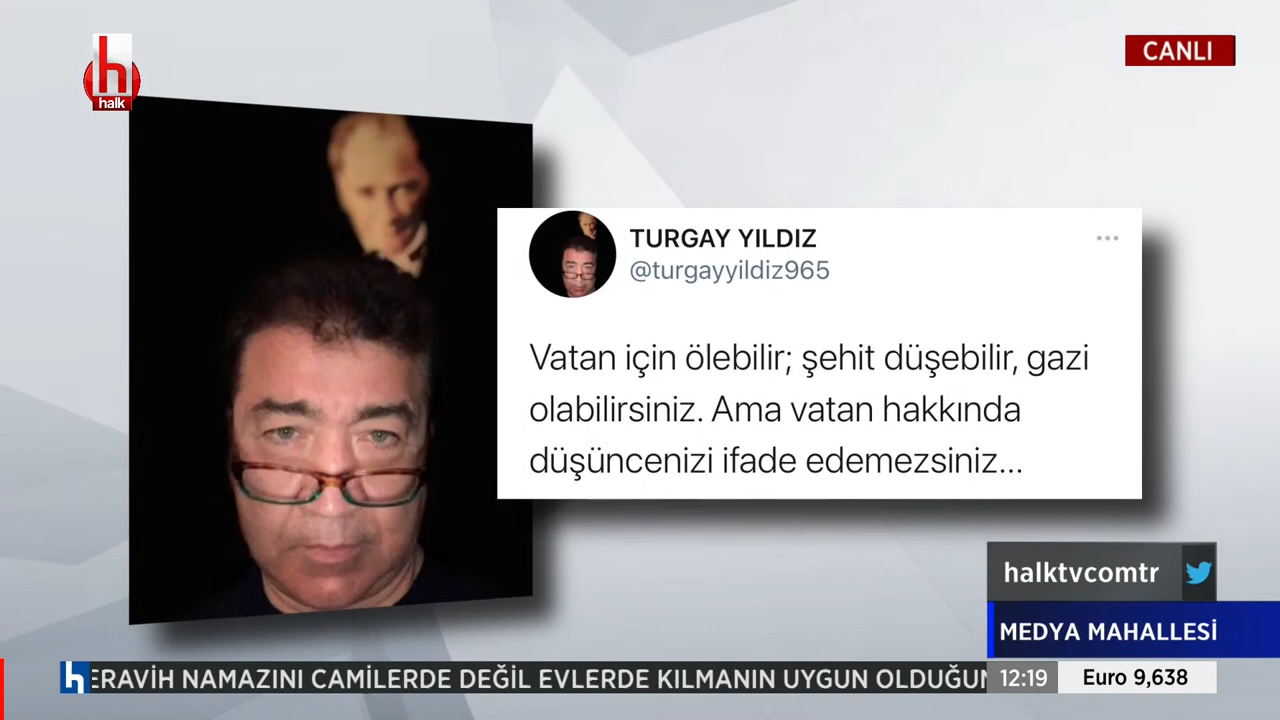 h
halk
CANLI
TURGAY YILDIZ
@turgayyildiz965
Vatan için ölebilir; şehit düşebilir, gazi
olabilirsiniz. Ama vatan hakkında
düşüncenizi ifade edemezsiniz...
halktvcomtr
MEDYA MAHALLESİ
h ERAVİH NAMAZINI CAMİLERDE DEĞİL EVLERDE KILMANIN UYGUN OLDUĞUN 12:19 Euro 9,638